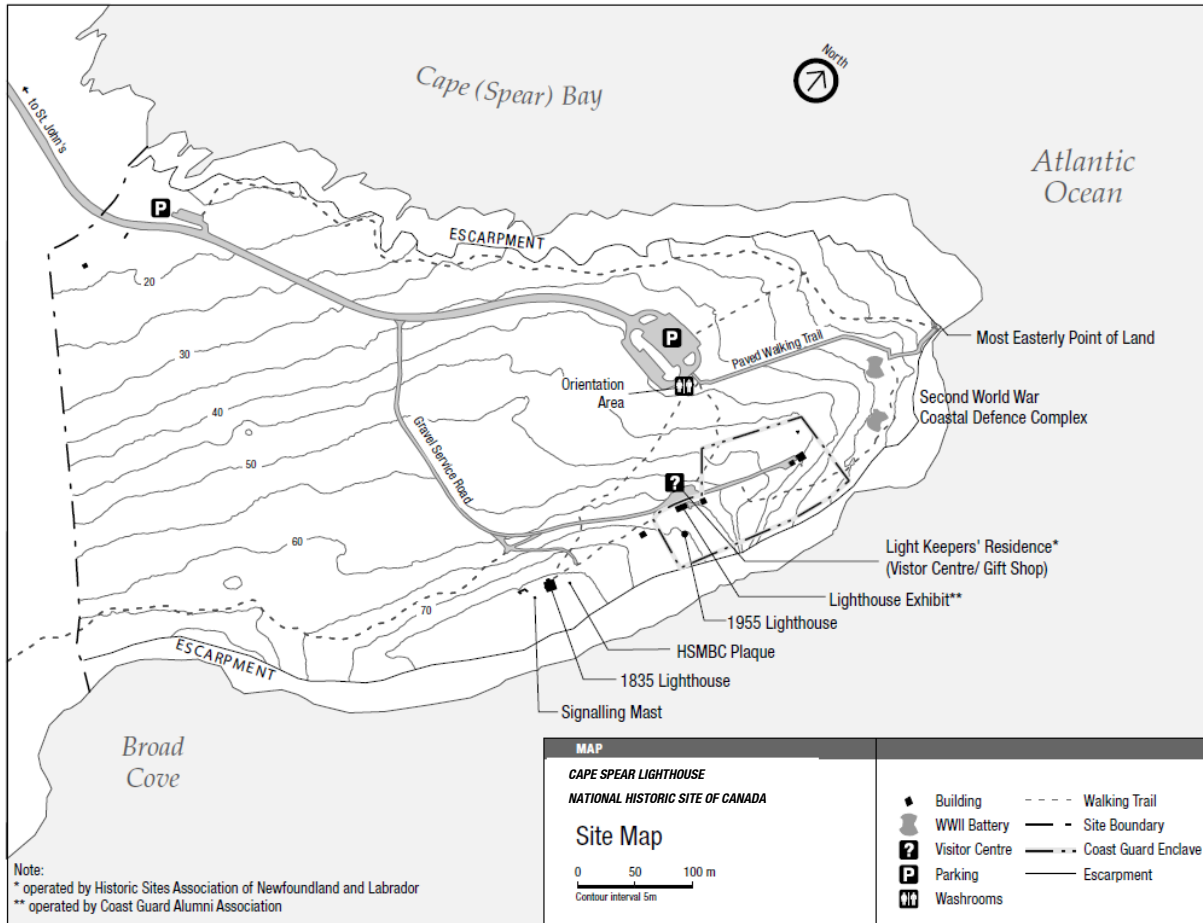 North
Cape (Spear) Bay
to St. John's
Atlantic
Ocean
P
ESCARPMENT
20
30
P
Most Easterly Point of Land
Paved Walking Trail
Orientation
Area
Second World War
Coastal Defence Complex
40
50
Gravel Service Road
?
60
Light Keepers' Residence*
(Vistor Centre/ Gift Shop)
Lighthouse Exhibit**
70
1955 Lighthouse
ESCARPMENT
HSMBC Plaque
1835 Lighthouse
Signalling Mast
Broad
Cove
MAP
CAPE SPEAR LIGHTHOUSE
NATIONAL HISTORIC SITE OF CANADA
Site Map
0 50 100 m
Contour interval 5m
Building
WWII Battery
? Visitor Centre
P Parking
Washrooms
Walking Trail
Site Boundary
Coast Guard Enclave
Escarpment
Note:
* operated by Historic Sites Association of Newfoundland and Labrador
** operated by Coast Guard Alumni Association